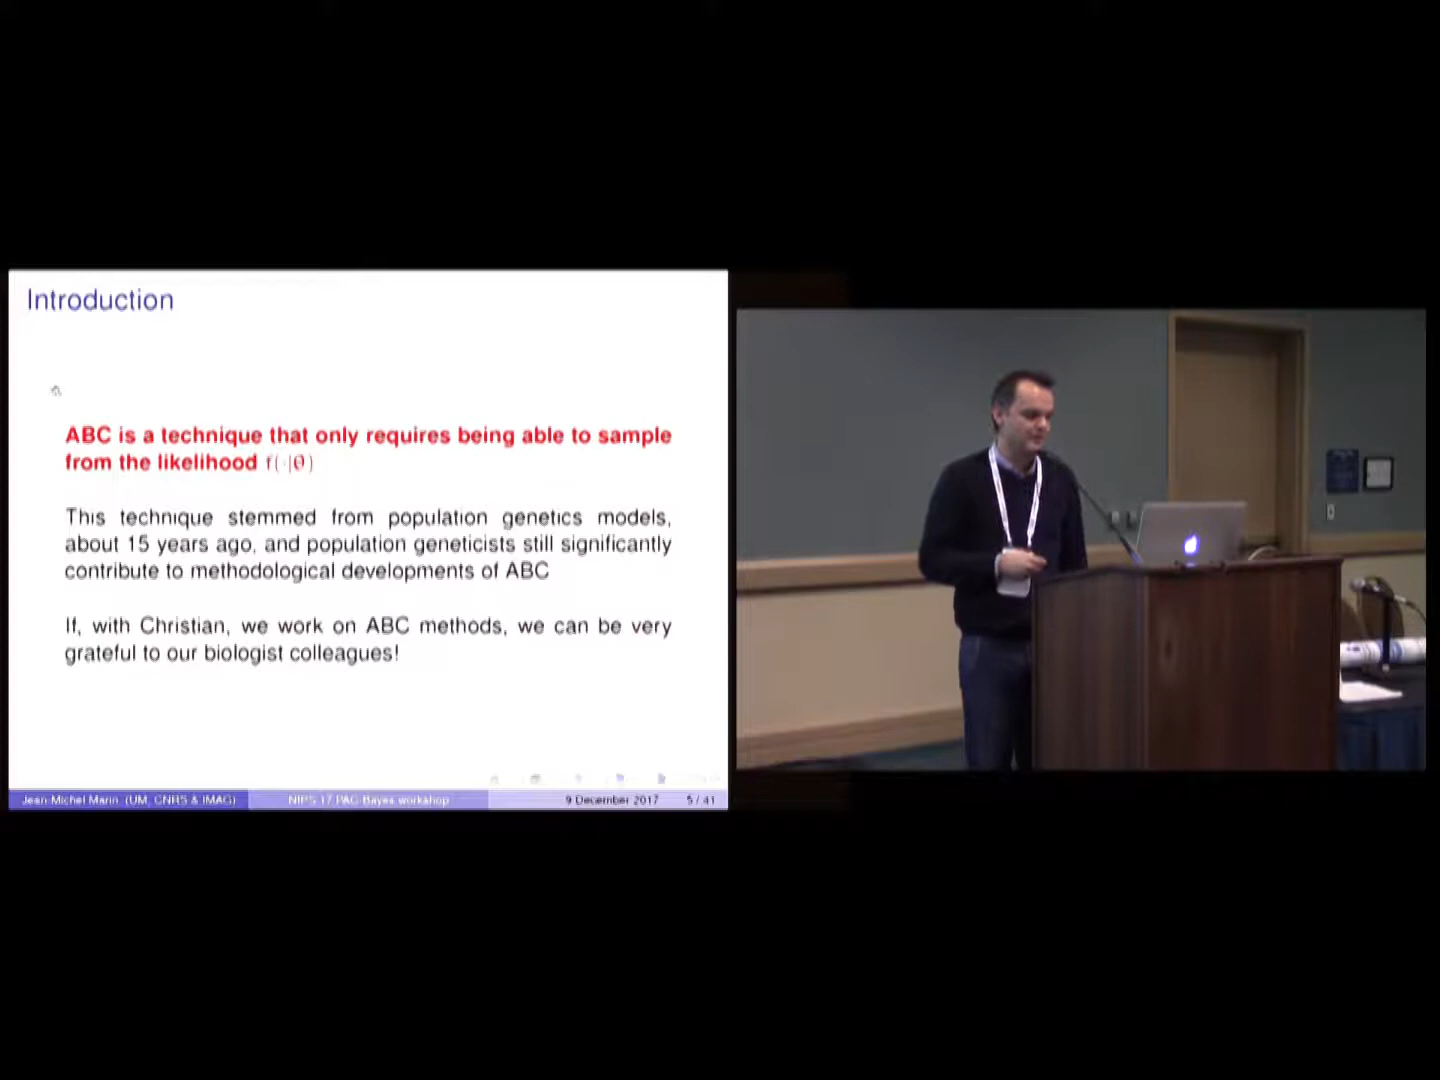 Introduction
ABC is a technique that only requires being able to sample
from the likelihood f(·|θ)
This technique stemmed from population genetics models,
about 15 years ago, and population geneticists still significantly
contribute to methodological developments of ABC
If, with Christian, we work on ABC methods, we can be very
grateful to our biologist colleagues!
Jean-Michel Marin (UM, CNRS & IMAG) NIPS 17 PAC-Bayes workshop 9 December 2017 5 / 41